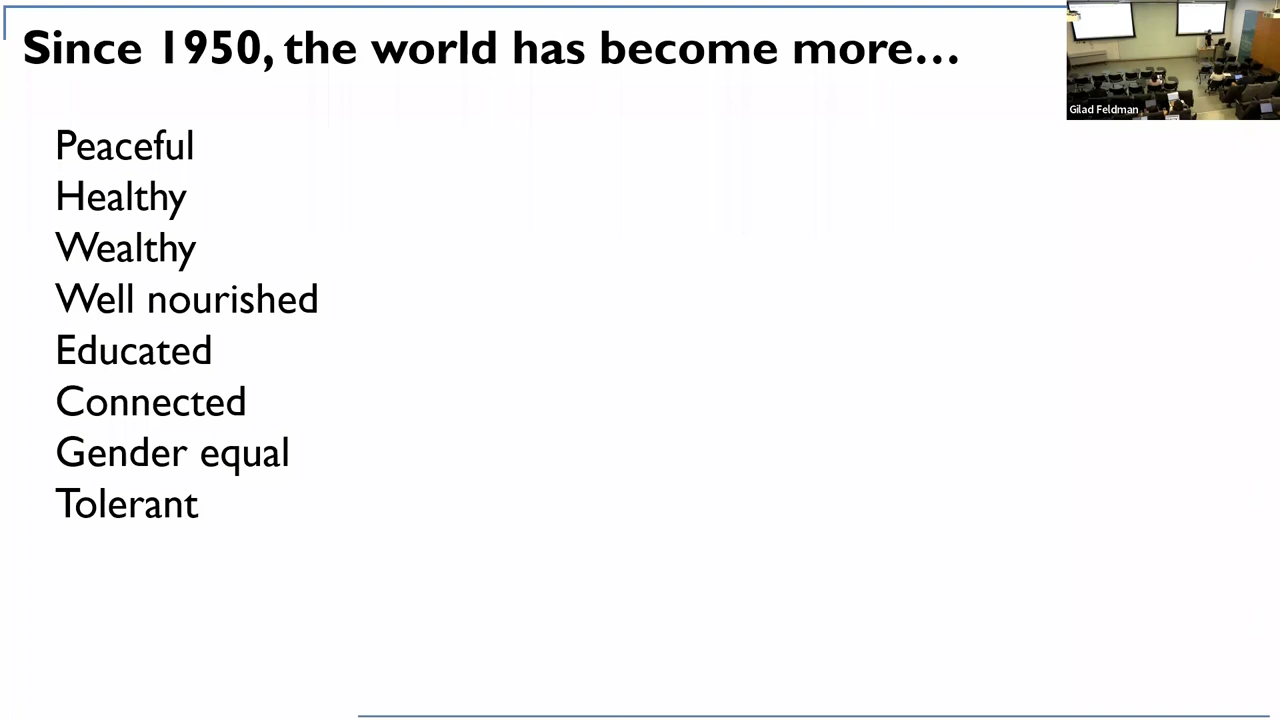 Since 1950, the world has become more…
Gilad Feldman
Peaceful
Healthy
Wealthy
Well nourished
Educated
Connected
Gender equal
Tolerant